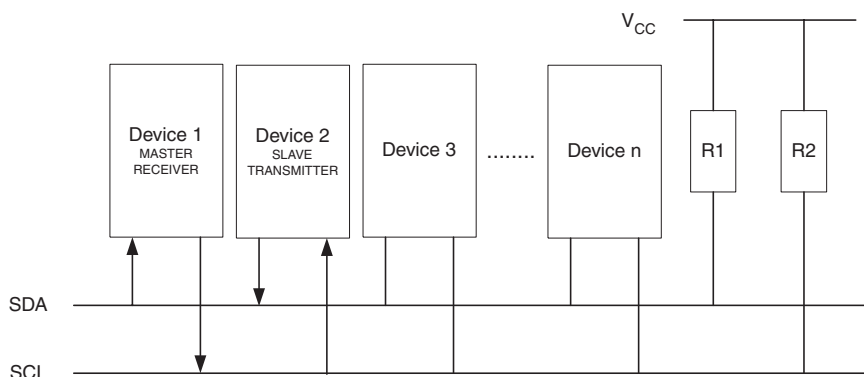 VCC
Device 1
MASTER
RECEIVER
Device 2
SLAVE
TRANSMITTER
Device 3
........
Device n
R1
R2
SDA
SCL